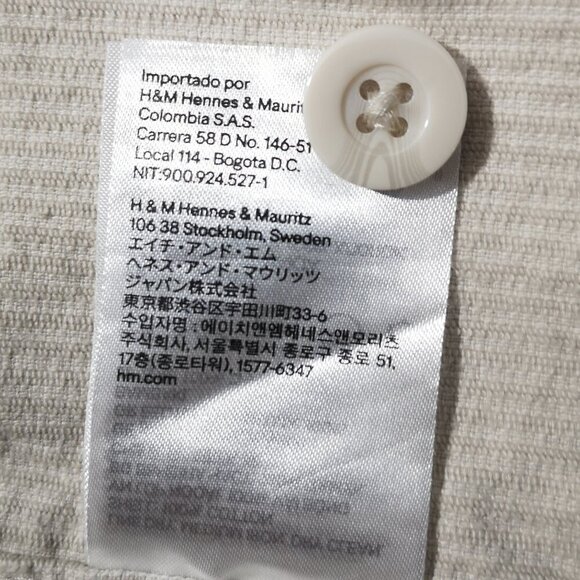 Importado por
H&M Hennes & Maurit
Colombia S.A.S.
Carrera 58 D No. 146-51
Local 114 - Bogota D.C.
NIT:900.924.527-1
H & M Hennes & Mauritz
106 38 Stockholm, Sweden
エイチ・アンド・エム
ヘネス・アンド・マウリッツ
ジャパン株式会社
東京都渋谷区宇田川町33-6
수입자명 : 에이치앤엠헤네스앤모리츠
주식회사, 서울특별시 종로구 종로 51,
17층(종로타워), 1577-6347
hm.com